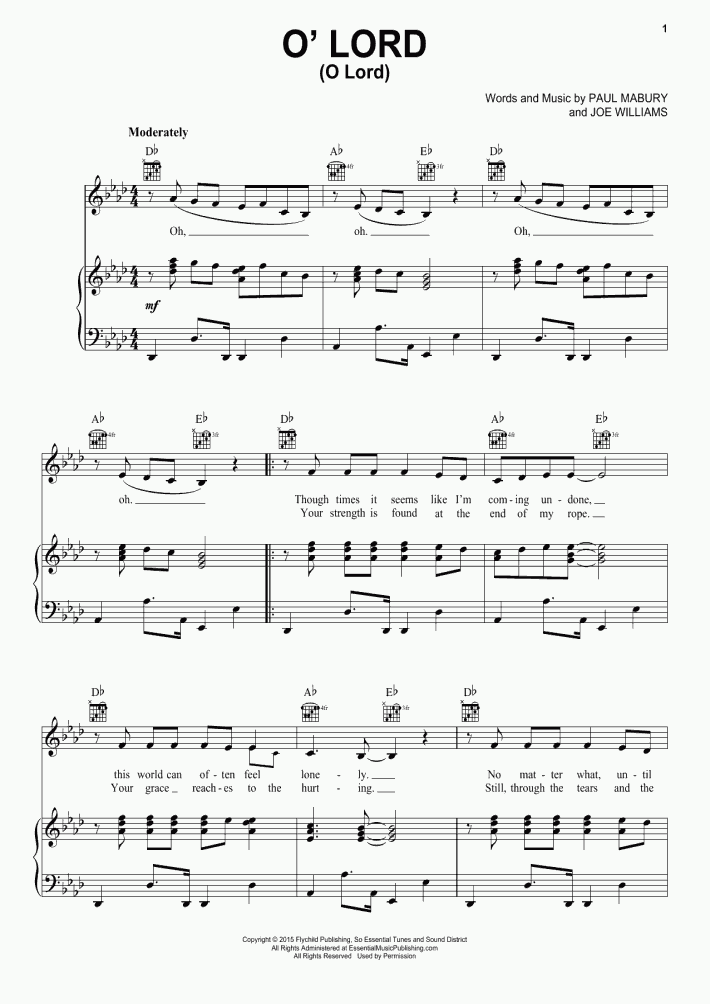 1
O’ LORD
(O Lord)
Words and Music by PAUL MABURY
and JOE WILLIAMS
Moderately
D♭ A♭ E♭ D♭
x 4fr x 3fr x
Oh, oh. Oh,
mf
A♭ E♭ D♭ A♭ E♭
4fr x 3fr x 4fr x 3fr
oh. Though times it seems like I’m com - ing un - done,
Your strength is found at the end of my rope.
D♭ A♭ E♭ D♭
x 4fr x 3fr x
this world can of - ten feel lone - ly. No mat - ter what, un - til
Your grace reach - es to the hurt - ing. Still, through the tears and the
Copyright © 2015 Flychild Publishing, So Essential Tunes and Sound District
All Rights Administered at EssentialMusicPublishing.com
All Rights Reserved Used by Permission